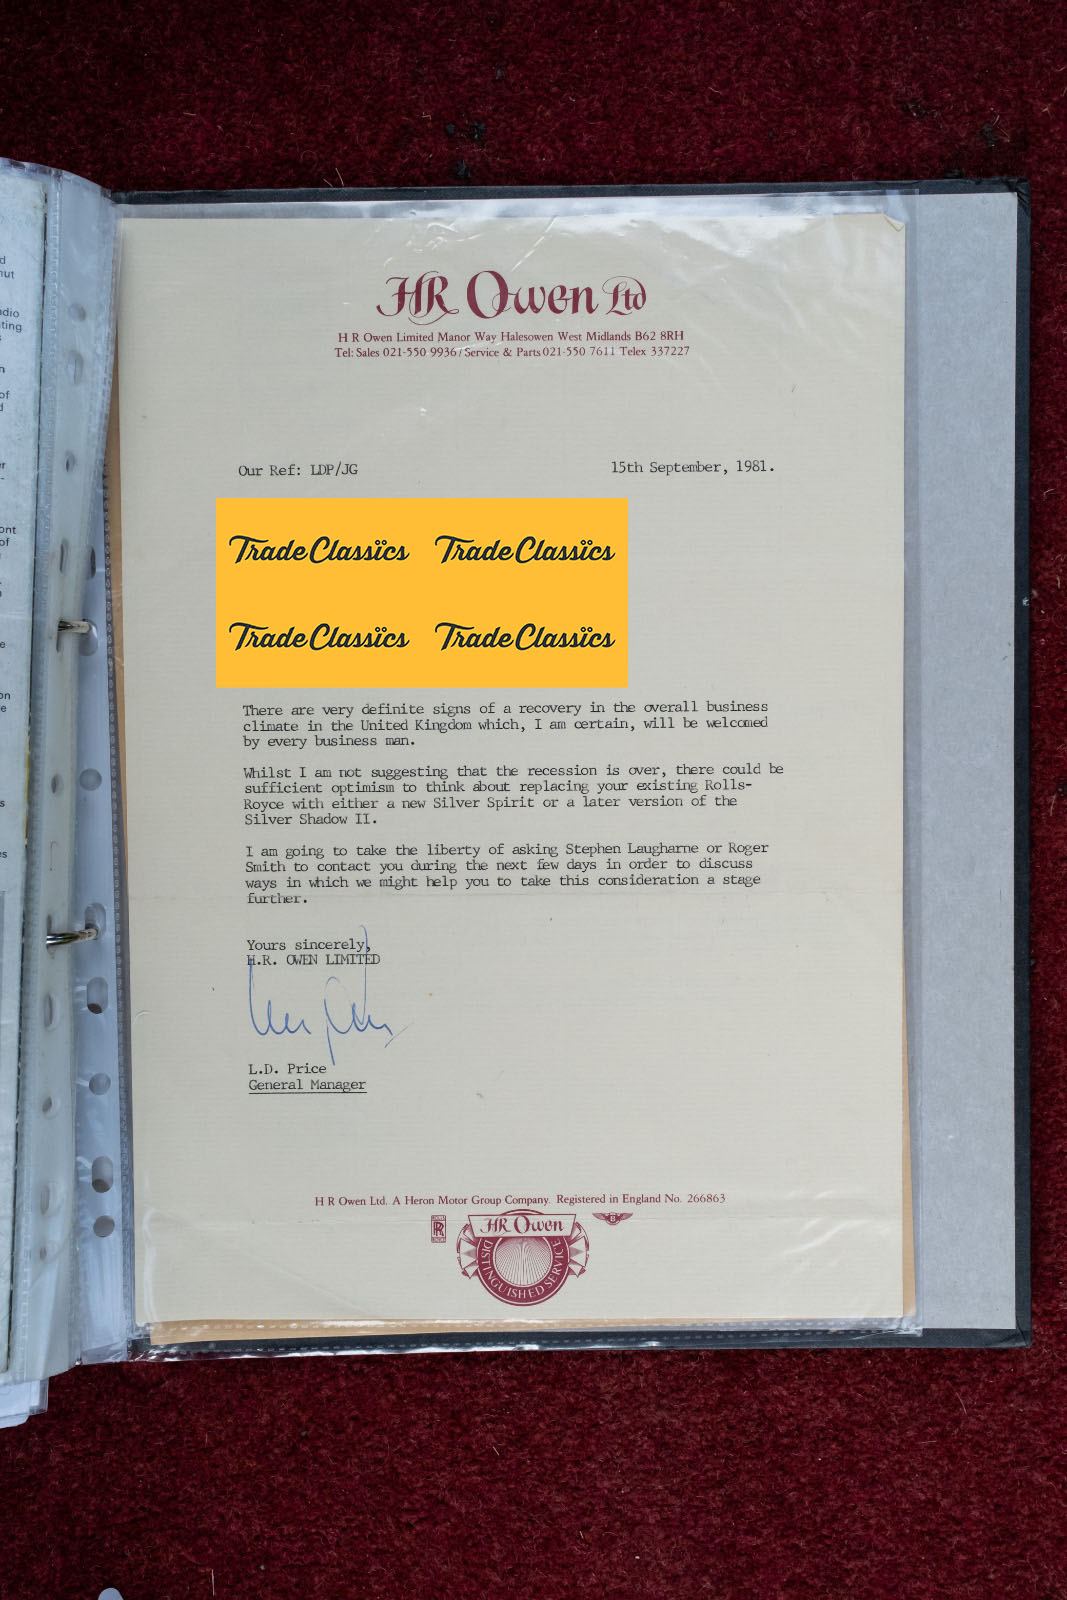 HR Owen Ltd
H R Owen Limited Manor Way Halesowen West Midlands B62 8RH
Tel: Sales 021-550 9936/Service & Parts 021-550 7611 Telex 337227
Our Ref: LDP/JG
15th September, 1981.
TradeClassics TradeClassics
TradeClassics TradeClassics
There are very definite signs of a recovery in the overall business
climate in the United Kingdom which, I am certain, will be welcomed
by every business man.
Whilst I am not suggesting that the recession is over, there could be
sufficient optimism to think about replacing your existing Rolls-
Royce with either a new Silver Spirit or a later version of the
Silver Shadow II.
I am going to take the liberty of asking Stephen Laugharne or Roger
Smith to contact you during the next few days in order to discuss
ways in which we might help you to take this consideration a stage
further.
Yours sincerely,
H.R. OWEN LIMITED
L.D. Price
General Manager
H R Owen Ltd. A Heron Motor Group Company. Registered in England No. 266863
RR
HR Owen
B
DISTINGUISHED SERVICE